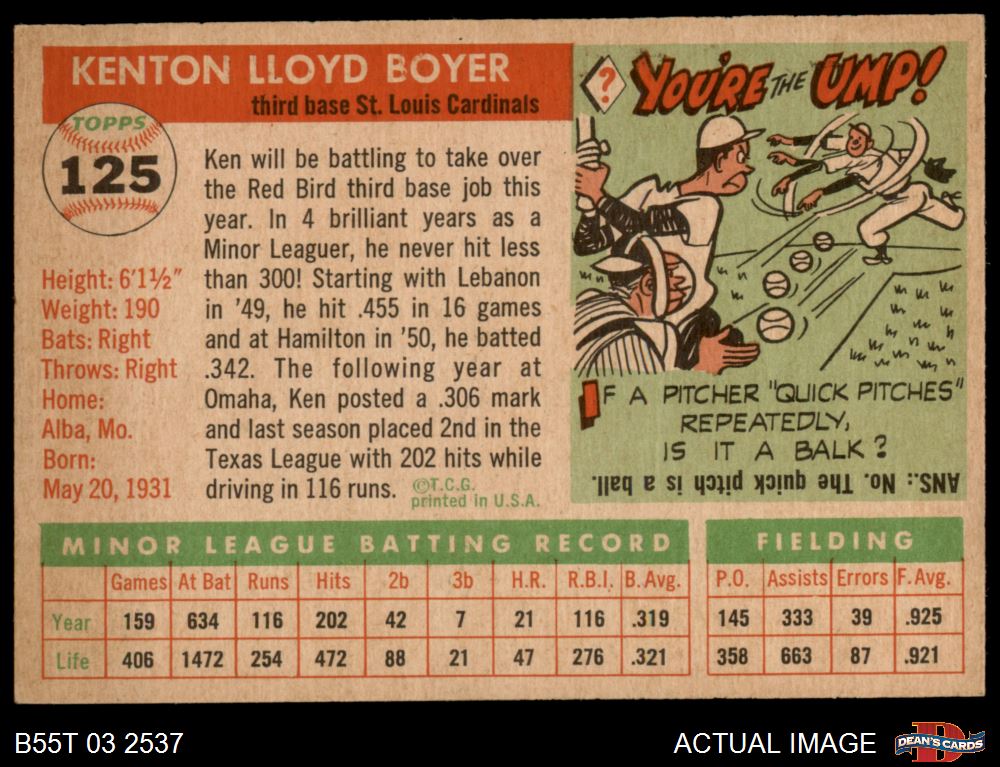 KENTON LLOYD BOYER
third base St. Louis Cardinals
TOPPS
125
Height: 6'1½"
Weight: 190
Bats: Right
Throws: Right
Home:
Alba, Mo.
Born:
May 20, 1931
Ken will be battling to take over
the Red Bird third base job this
year. In 4 brilliant years as a
Minor Leaguer, he never hit less
than 300! Starting with Lebanon
in '49, he hit .455 in 16 games
and at Hamilton in '50, he batted
.342. The following year at
Omaha, Ken posted a .306 mark
and last season placed 2nd in the
Texas League with 202 hits while
driving in 116 runs. ©T.C.G.
printed in U.S.A.
? YOU'RE THE UMP!
IF A PITCHER "QUICK PITCHES"
REPEATEDLY,
IS IT A BALK?
ANS.: No. The quick pitch is a ball.
MINOR LEAGUE BATTING RECORD
Games At Bat Runs Hits 2b 3b H.R. R.B.I. B. Avg.
Year 159 634 116 202 42 7 21 116 .319
Life 406 1472 254 472 88 21 47 276 .321
FIELDING
P.O. Assists Errors F. Avg.
145 333 39 .925
358 663 87 .921
B55T 03 2537
ACTUAL IMAGE
D
DEAN'S CARDS